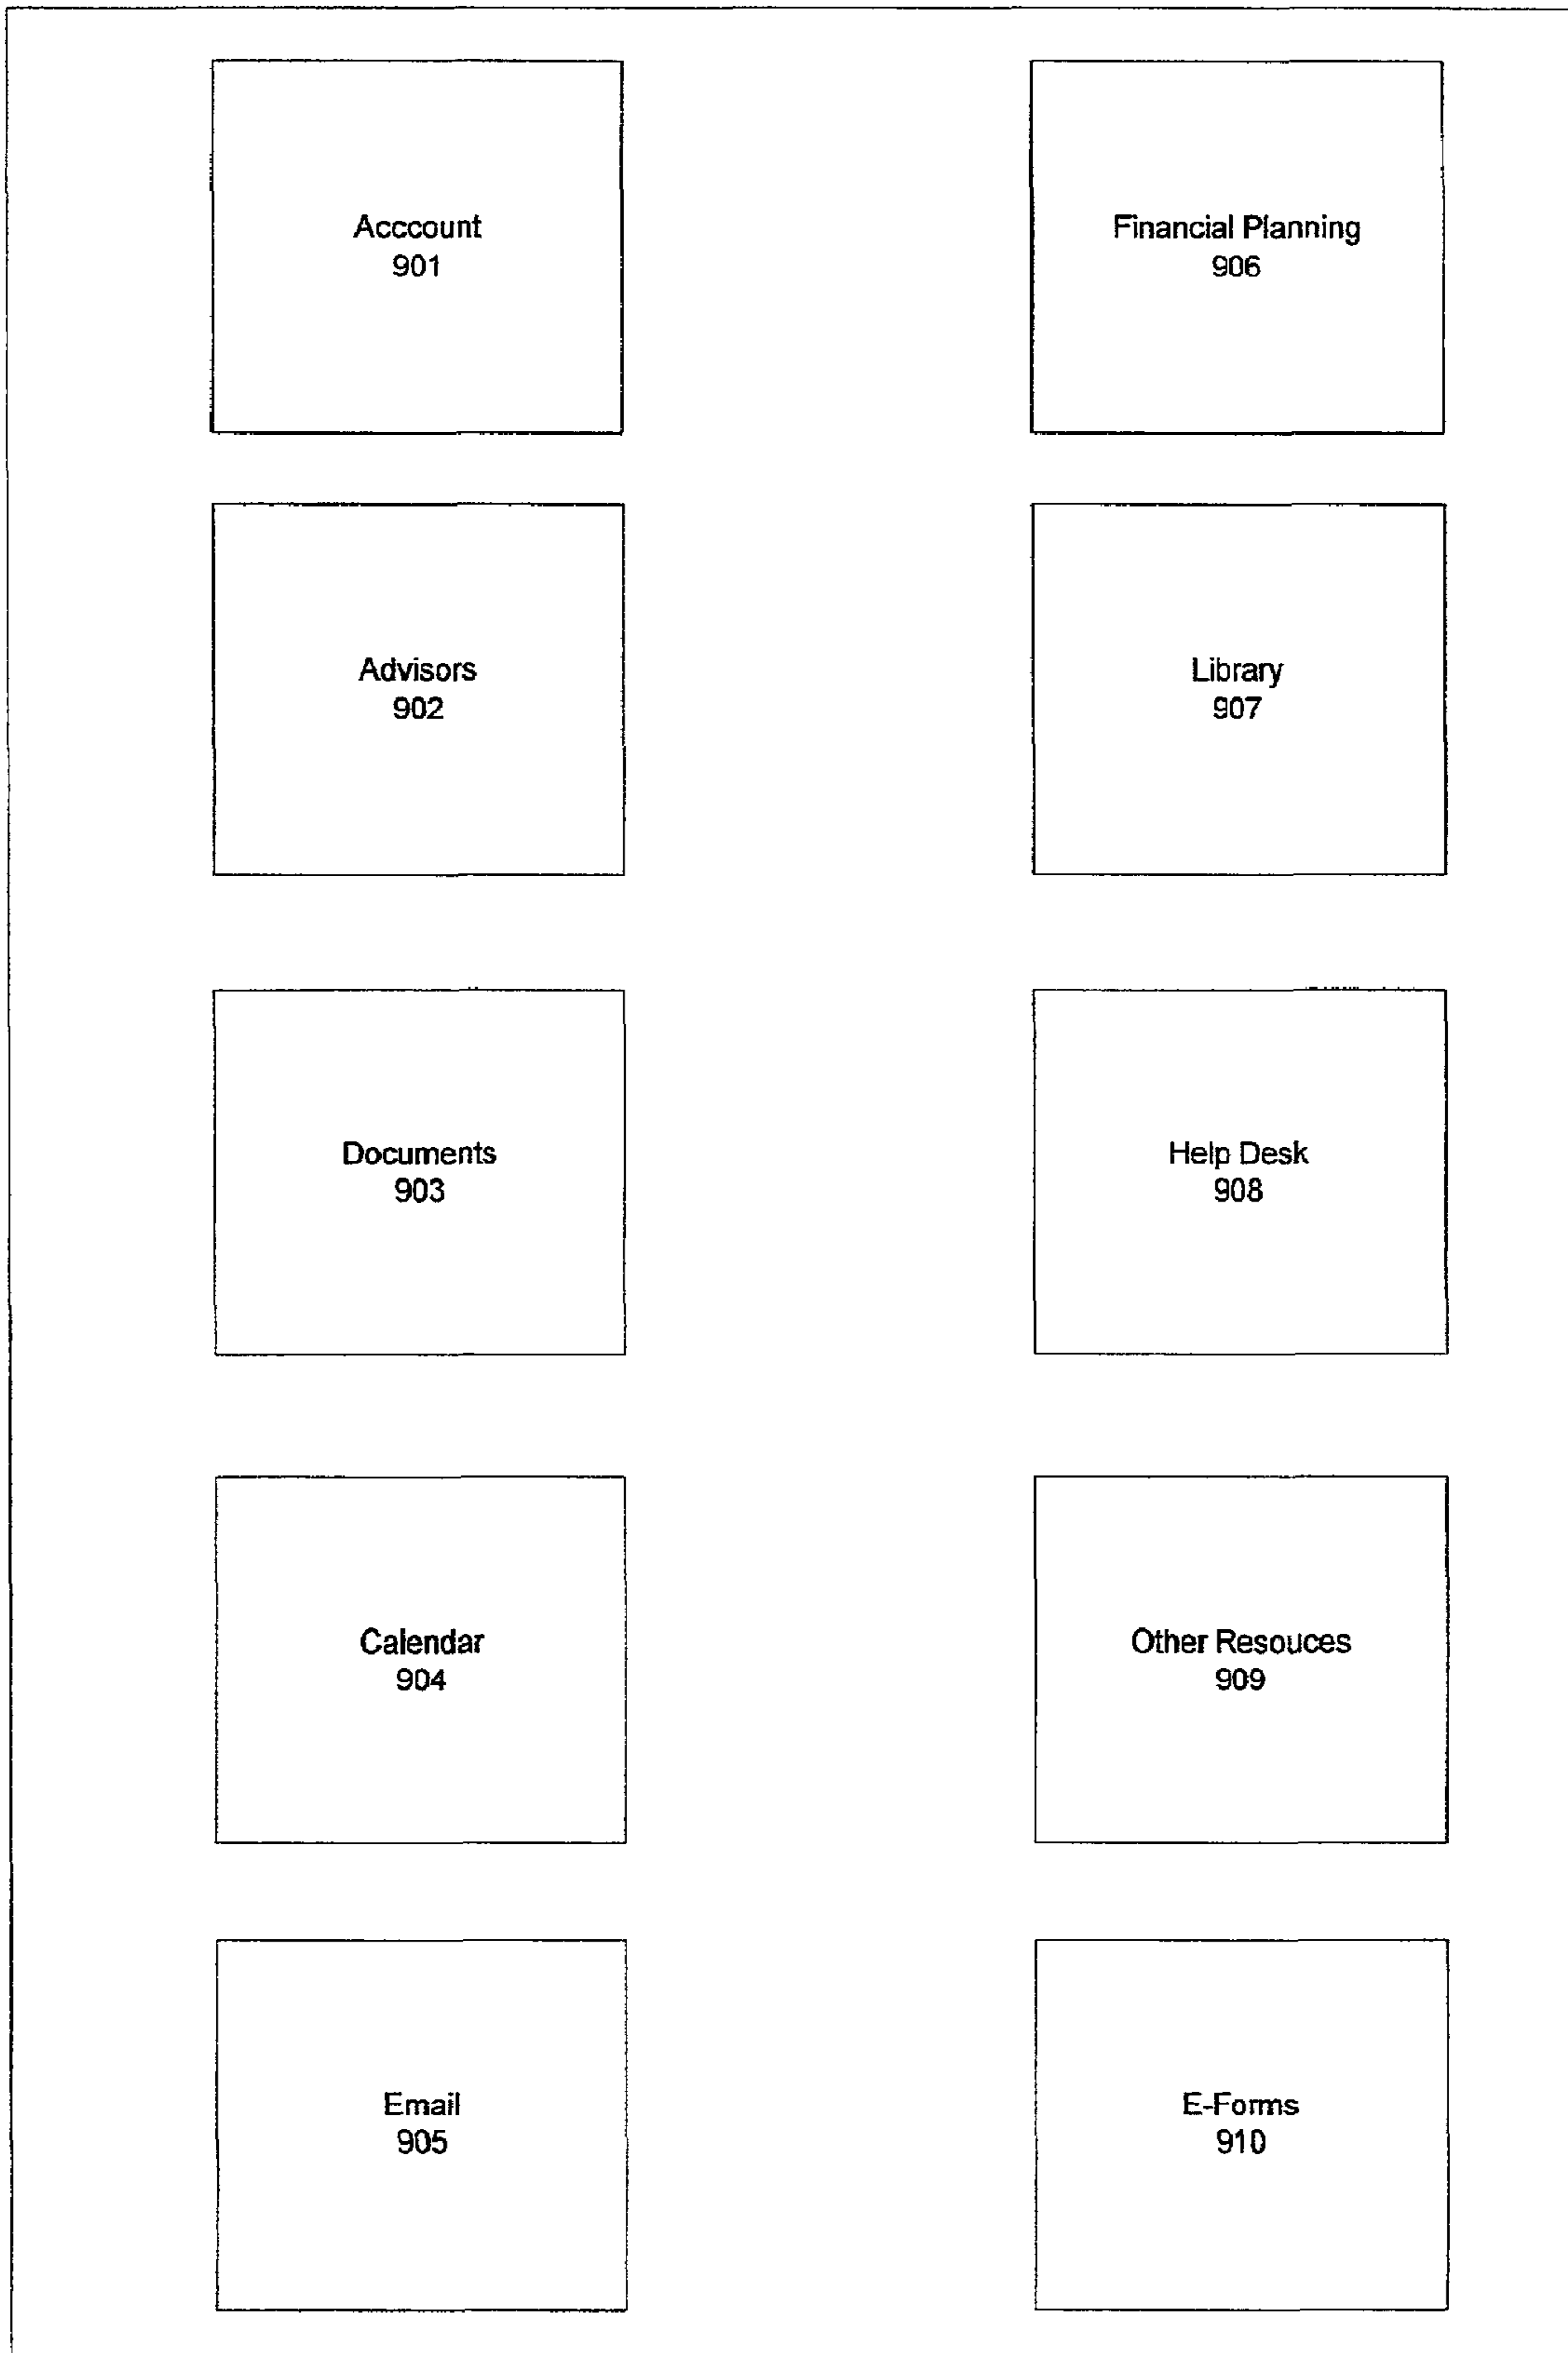 Acccount
901
Financial Planning
906
Advisors
902
Library
907
Documents
903
Help Desk
908
Calendar
904
Other Resouces
909
Email
905
E-Forms
910